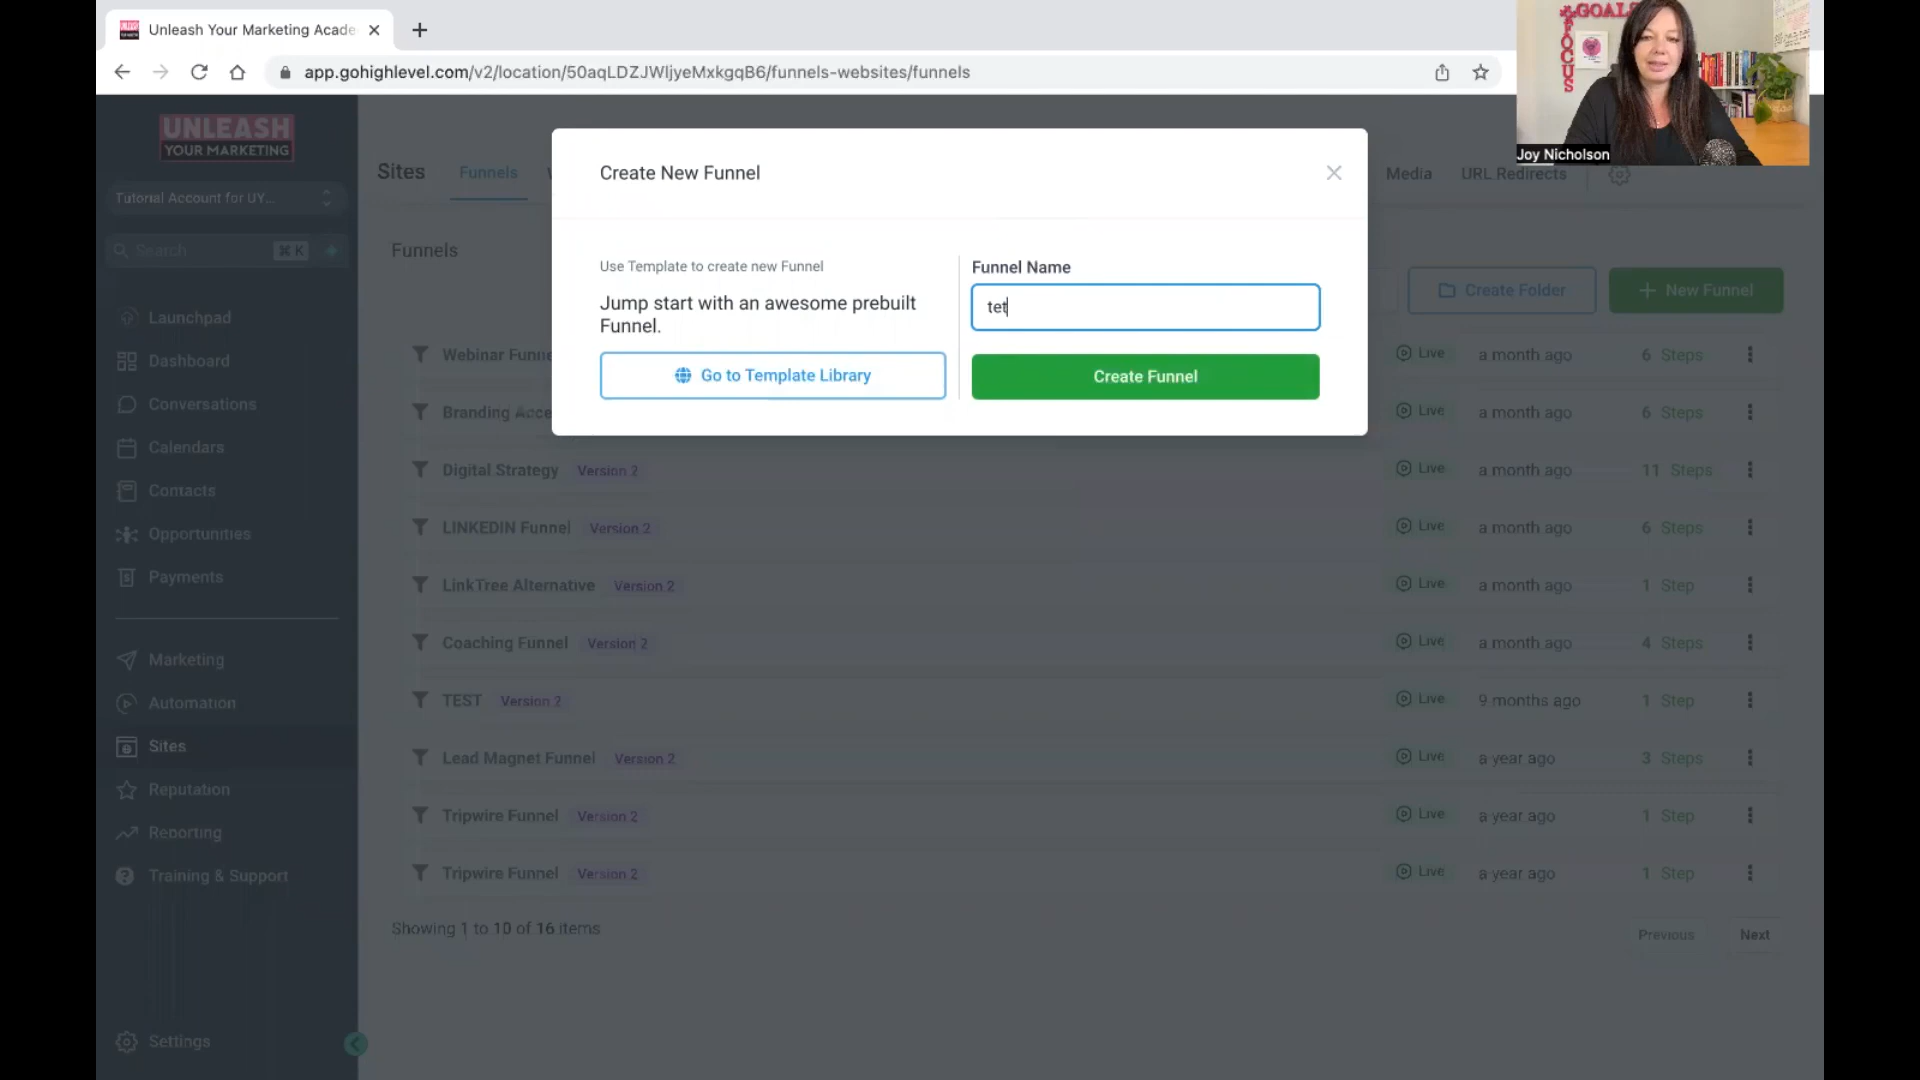 Unleash Your Marketing Acade
app.gohighlevel.com/v2/location/50aqLDZJWljyeMxkgqB6/funnels-websites/funnels
GOALS
FOCUS
Joy Nicholson
UNLEASH
YOUR MARKETING
Tutorial Account for UY...
Search
⌘ K
Launchpad
Dashboard
Conversations
Calendars
Contacts
Opportunities
Payments
Marketing
Automation
Sites
Reputation
Reporting
Training & Support
Settings
Sites
Funnels
Media
URL Redirects
Create New Funnel
Use Template to create new Funnel
Jump start with an awesome prebuilt
Funnel.
Go to Template Library
Funnel Name
tet
Create Funnel
Funnels
Create Folder
+ New Funnel
Webinar Funne Live a month ago 6 Steps
Branding Acce Live a month ago 6 Steps
Digital Strategy Version 2 Live a month ago 11 Steps
LINKEDIN Funnel Version 2 Live a month ago 6 Steps
LinkTree Alternative Version 2 Live a month ago 1 Step
Coaching Funnel Version 2 Live a month ago 4 Steps
TEST Version 2 Live 9 months ago 1 Step
Lead Magnet Funnel Version 2 Live a year ago 3 Steps
Tripwire Funnel Version 2 Live a year ago 1 Step
Tripwire Funnel Version 2 Live a year ago 1 Step
Showing 1 to 10 of 16 items
Previous
Next